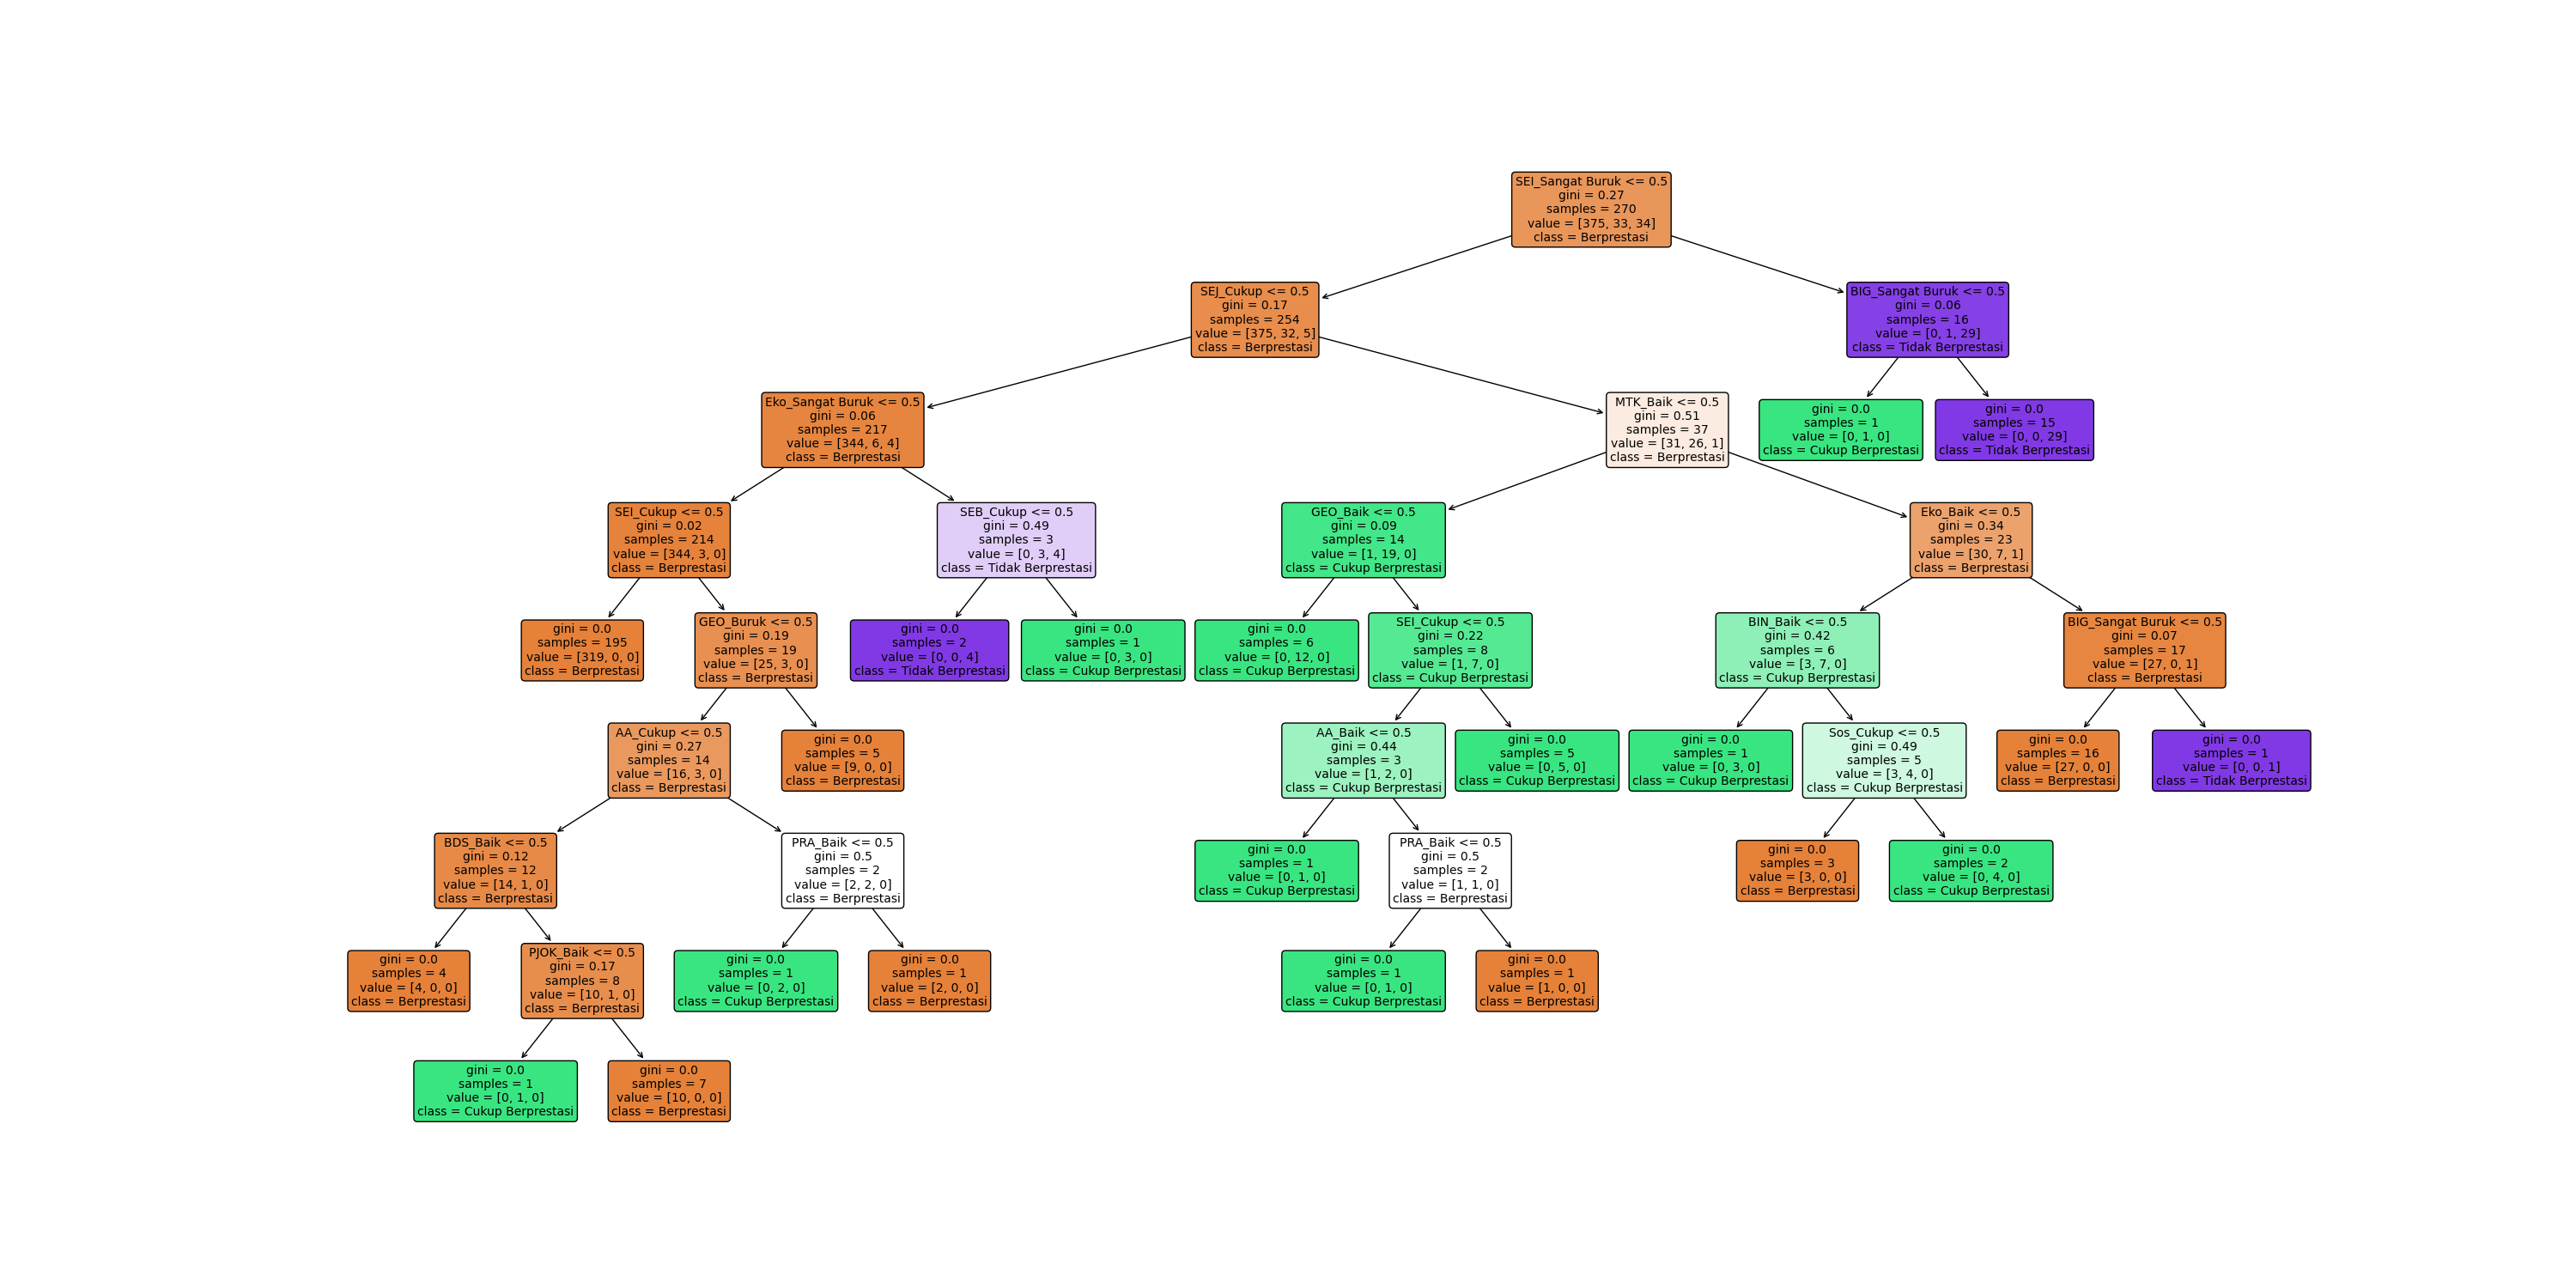 SEI_Sangat Buruk <= 0.5
gini = 0.27
samples = 270
value = [375, 33, 34]
class = Berprestasi
SEJ_Cukup <= 0.5
gini = 0.17
samples = 254
value = [375, 32, 5]
class = Berprestasi
BIG_Sangat Buruk <= 0.5
gini = 0.06
samples = 16
value = [0, 1, 29]
class = Tidak Berprestasi
Eko_Sangat Buruk <= 0.5
gini = 0.06
samples = 217
value = [344, 6, 4]
class = Berprestasi
MTK_Baik <= 0.5
gini = 0.51
samples = 37
value = [31, 26, 1]
class = Berprestasi
gini = 0.0
samples = 1
value = [0, 1, 0]
class = Cukup Berprestasi
gini = 0.0
samples = 15
value = [0, 0, 29]
class = Tidak Berprestasi
SEI_Cukup <= 0.5
gini = 0.02
samples = 214
value = [344, 3, 0]
class = Berprestasi
SEB_Cukup <= 0.5
gini = 0.49
samples = 3
value = [0, 3, 4]
class = Tidak Berprestasi
GEO_Baik <= 0.5
gini = 0.09
samples = 14
value = [1, 19, 0]
class = Cukup Berprestasi
Eko_Baik <= 0.5
gini = 0.34
samples = 23
value = [30, 7, 1]
class = Berprestasi
gini = 0.0
samples = 195
value = [319, 0, 0]
class = Berprestasi
GEO_Buruk <= 0.5
gini = 0.19
samples = 19
value = [25, 3, 0]
class = Berprestasi
gini = 0.0
samples = 2
value = [0, 0, 4]
class = Tidak Berprestasi
gini = 0.0
samples = 1
value = [0, 3, 0]
class = Cukup Berprestasi
gini = 0.0
samples = 6
value = [0, 12, 0]
class = Cukup Berprestasi
SEI_Cukup <= 0.5
gini = 0.22
samples = 8
value = [1, 7, 0]
class = Cukup Berprestasi
BIN_Baik <= 0.5
gini = 0.42
samples = 6
value = [3, 7, 0]
class = Cukup Berprestasi
BIG_Sangat Buruk <= 0.5
gini = 0.07
samples = 17
value = [27, 0, 1]
class = Berprestasi
AA_Cukup <= 0.5
gini = 0.27
samples = 14
value = [16, 3, 0]
class = Berprestasi
gini = 0.0
samples = 5
value = [9, 0, 0]
class = Berprestasi
AA_Baik <= 0.5
gini = 0.44
samples = 3
value = [1, 2, 0]
class = Cukup Berprestasi
gini = 0.0
samples = 5
value = [0, 5, 0]
class = Cukup Berprestasi
gini = 0.0
samples = 1
value = [0, 3, 0]
class = Cukup Berprestasi
Sos_Cukup <= 0.5
gini = 0.49
samples = 5
value = [3, 4, 0]
class = Cukup Berprestasi
gini = 0.0
samples = 16
value = [27, 0, 0]
class = Berprestasi
gini = 0.0
samples = 1
value = [0, 0, 1]
class = Tidak Berprestasi
BDS_Baik <= 0.5
gini = 0.12
samples = 12
value = [14, 1, 0]
class = Berprestasi
PRA_Baik <= 0.5
gini = 0.5
samples = 2
value = [2, 2, 0]
class = Berprestasi
gini = 0.0
samples = 1
value = [0, 1, 0]
class = Cukup Berprestasi
PRA_Baik <= 0.5
gini = 0.5
samples = 2
value = [1, 1, 0]
class = Berprestasi
gini = 0.0
samples = 3
value = [3, 0, 0]
class = Berprestasi
gini = 0.0
samples = 2
value = [0, 4, 0]
class = Cukup Berprestasi
gini = 0.0
samples = 4
value = [4, 0, 0]
class = Berprestasi
PJOK_Baik <= 0.5
gini = 0.17
samples = 8
value = [10, 1, 0]
class = Berprestasi
gini = 0.0
samples = 1
value = [0, 2, 0]
class = Cukup Berprestasi
gini = 0.0
samples = 1
value = [2, 0, 0]
class = Berprestasi
gini = 0.0
samples = 1
value = [0, 1, 0]
class = Cukup Berprestasi
gini = 0.0
samples = 1
value = [1, 0, 0]
class = Berprestasi
gini = 0.0
samples = 1
value = [0, 1, 0]
class = Cukup Berprestasi
gini = 0.0
samples = 7
value = [10, 0, 0]
class = Berprestasi